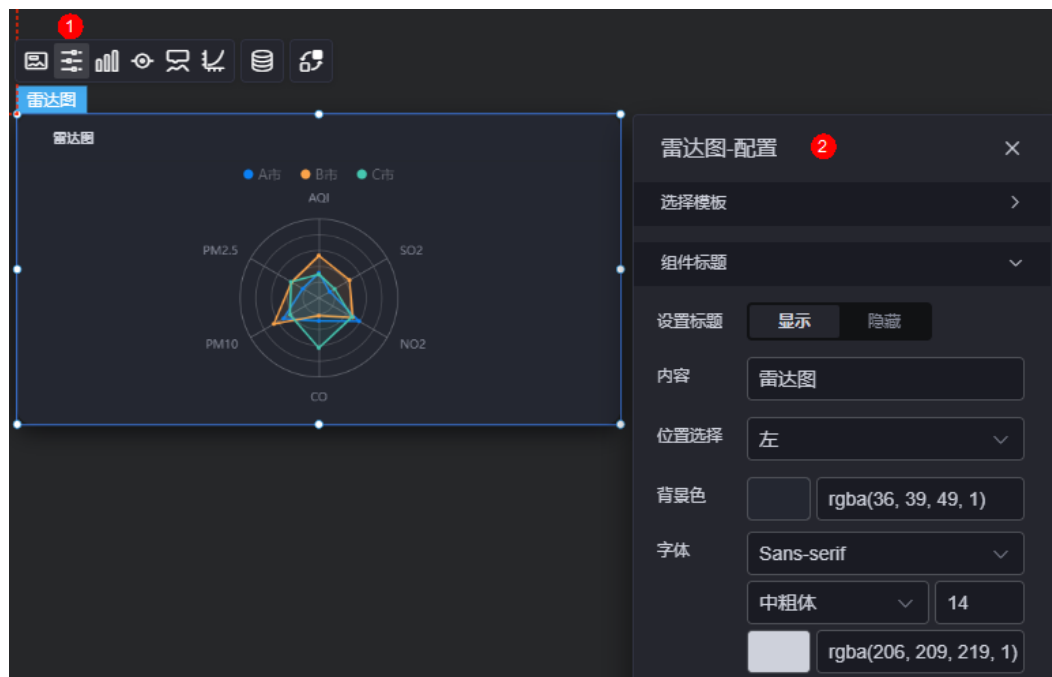 1
雷达图
雷达图
A市 B市 C市
AQI
PM2.5
SO2
PM10
NO2
CO
雷达图-配置 2
选择模板
组件标题
设置标题 显示 隐藏
内容 雷达图
位置选择 左
背景色 rgba(36, 39, 49, 1)
字体 Sans-serif
中粗体 14
rgba(206, 209, 219, 1)